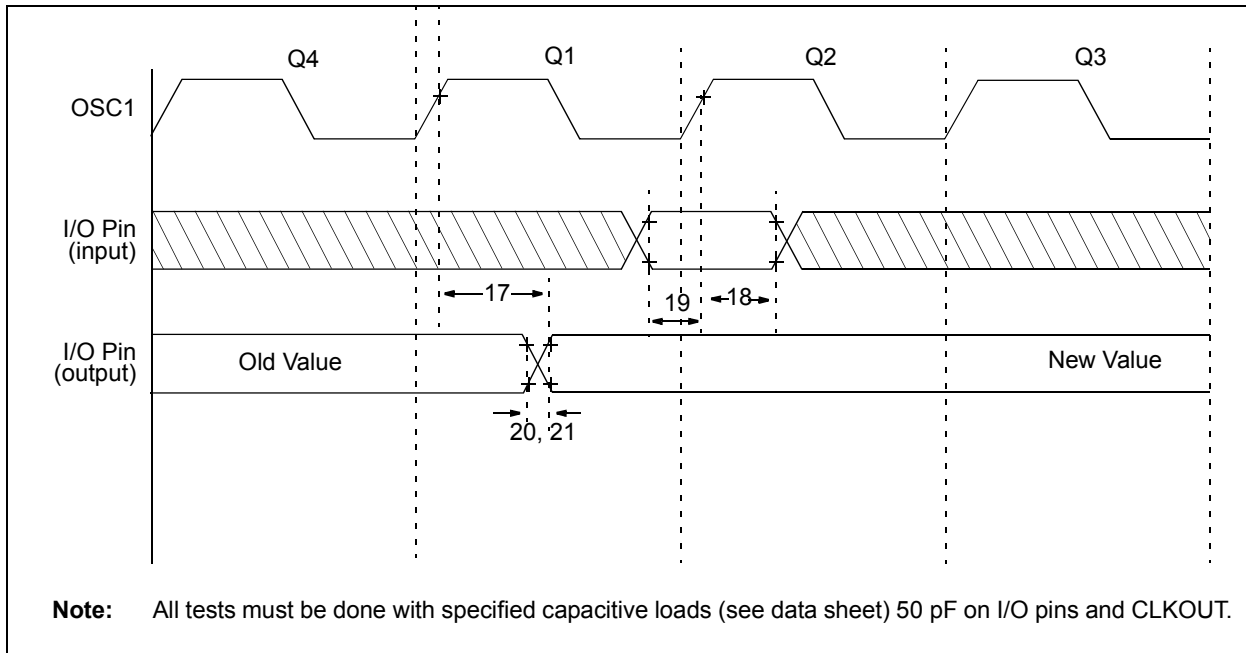 Q4 Q1 Q2 Q3
OSC1
I/O Pin
(input)
17
19
18
I/O Pin
(output)
Old Value
New Value
20, 21
Note: All tests must be done with specified capacitive loads (see data sheet) 50 pF on I/O pins and CLKOUT.